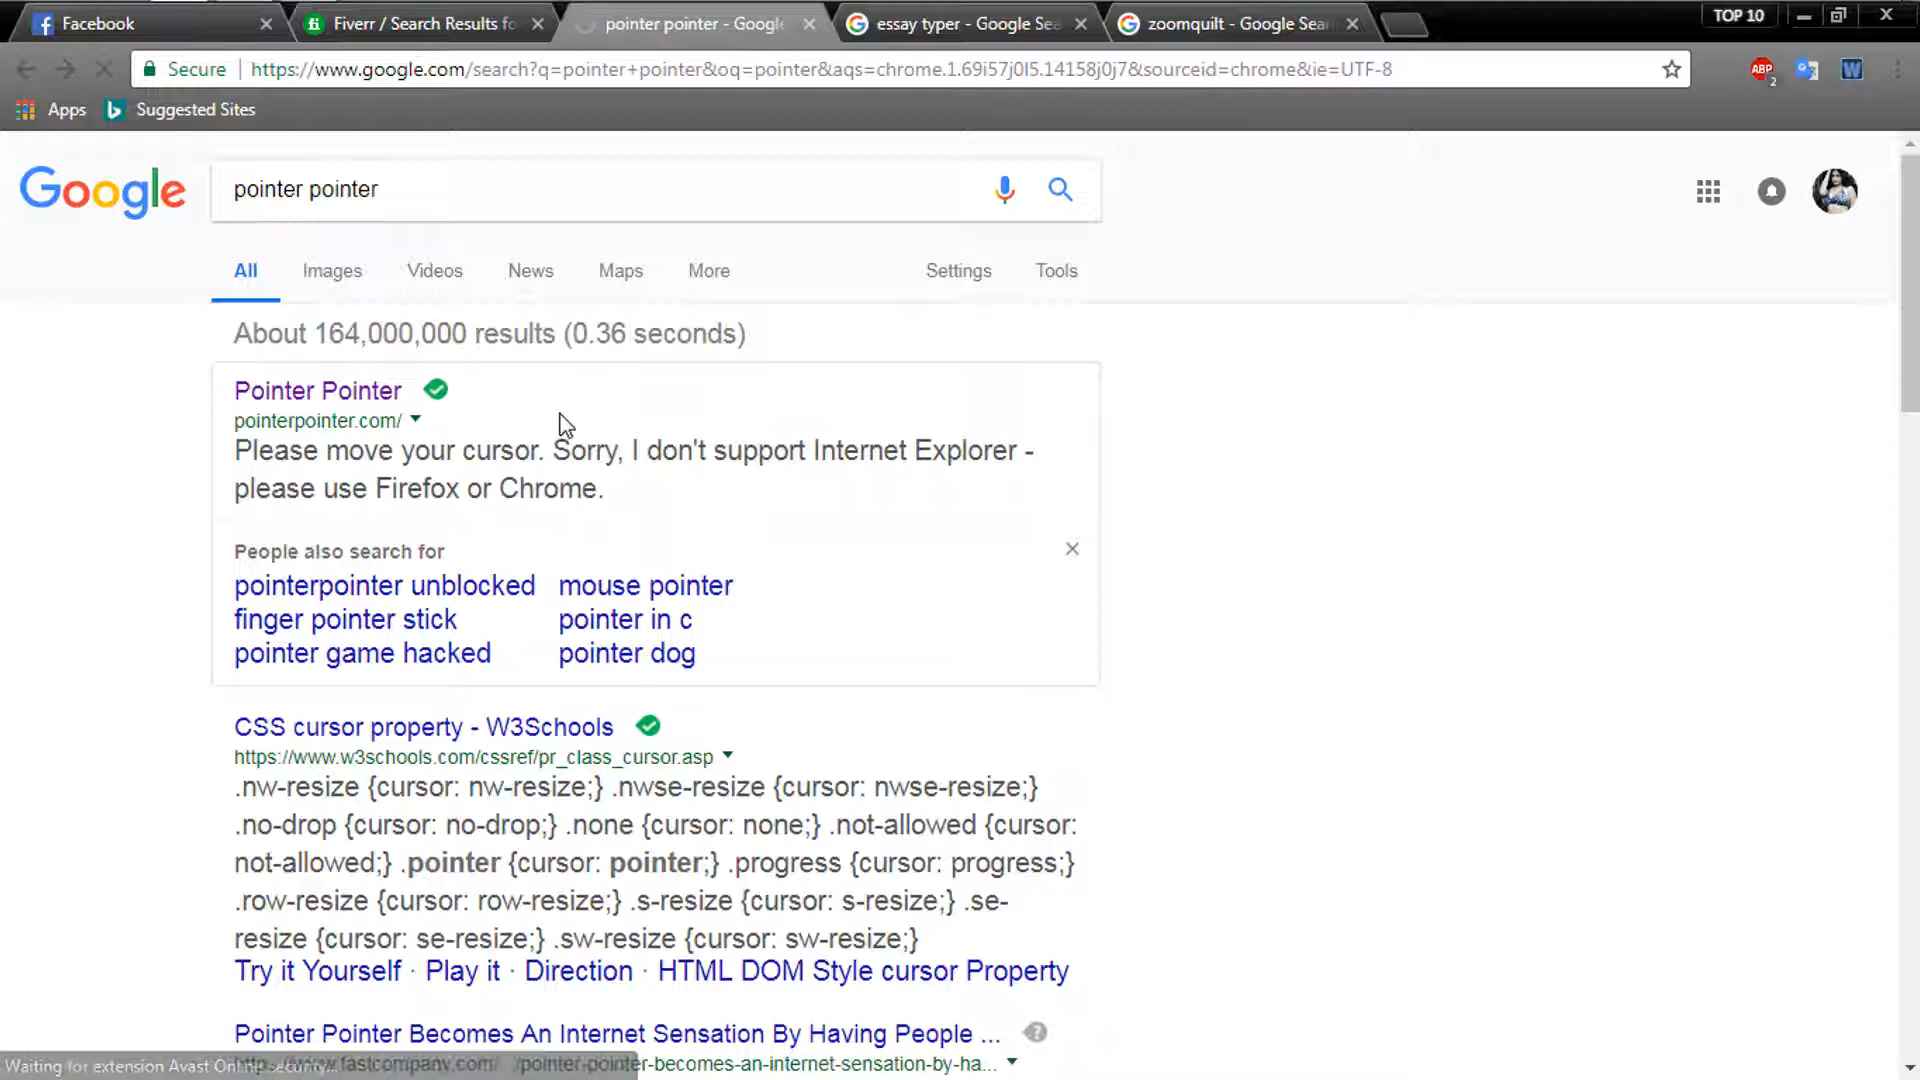 Facebook
Fiverr / Search Results fo
pointer pointer - Google
essay typer - Google Sea
zoomquilt - Google Sear
TOP 10
Secure
https://www.google.com/search?q=pointer+pointer&oq=pointer&aqs=chrome.1.69i57j0l5.14158j0j7&sourceid=chrome&ie=UTF-8
ABP
2
W
Apps
Suggested Sites
Google
pointer pointer
All Images Videos News Maps More Settings Tools
About 164,000,000 results (0.36 seconds)
Pointer Pointer
pointerpointer.com/
Please move your cursor. Sorry, I don't support Internet Explorer -
please use Firefox or Chrome.
People also search for
pointerpointer unblocked mouse pointer
finger pointer stick pointer in c
pointer game hacked pointer dog
CSS cursor property - W3Schools
https://www.w3schools.com/cssref/pr_class_cursor.asp
.nw-resize {cursor: nw-resize;} .nwse-resize {cursor: nwse-resize;}
.no-drop {cursor: no-drop;} .none {cursor: none;} .not-allowed {cursor:
not-allowed;} .pointer {cursor: pointer;} .progress {cursor: progress;}
.row-resize {cursor: row-resize;} .s-resize {cursor: s-resize;} .se-
resize {cursor: se-resize;} .sw-resize {cursor: sw-resize;}
Try it Yourself · Play it · Direction · HTML DOM Style cursor Property
Pointer Pointer Becomes An Internet Sensation By Having People ...
/pointer-pointer-becomes-an-internet-sensation-by-ha...
Waiting for extension Avast Online Security...